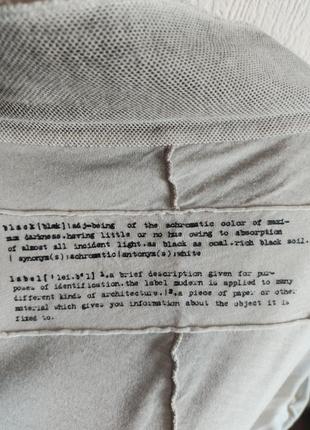 black[blæk]:adj-being of the achromatic color of maxi-
mum darkness.having little or no hue owing to absorption
of almost all incident light.as black as coal.rich black soil.
| synonym(s):achromatic|antonym(s):white
label['lei.bəl] 1.a brief description given for pur-
poses of identification.the label modern is applied to many
different kinds of architecture.|2.a piece of paper or other
material which gives you information about the object it is
fixed to.